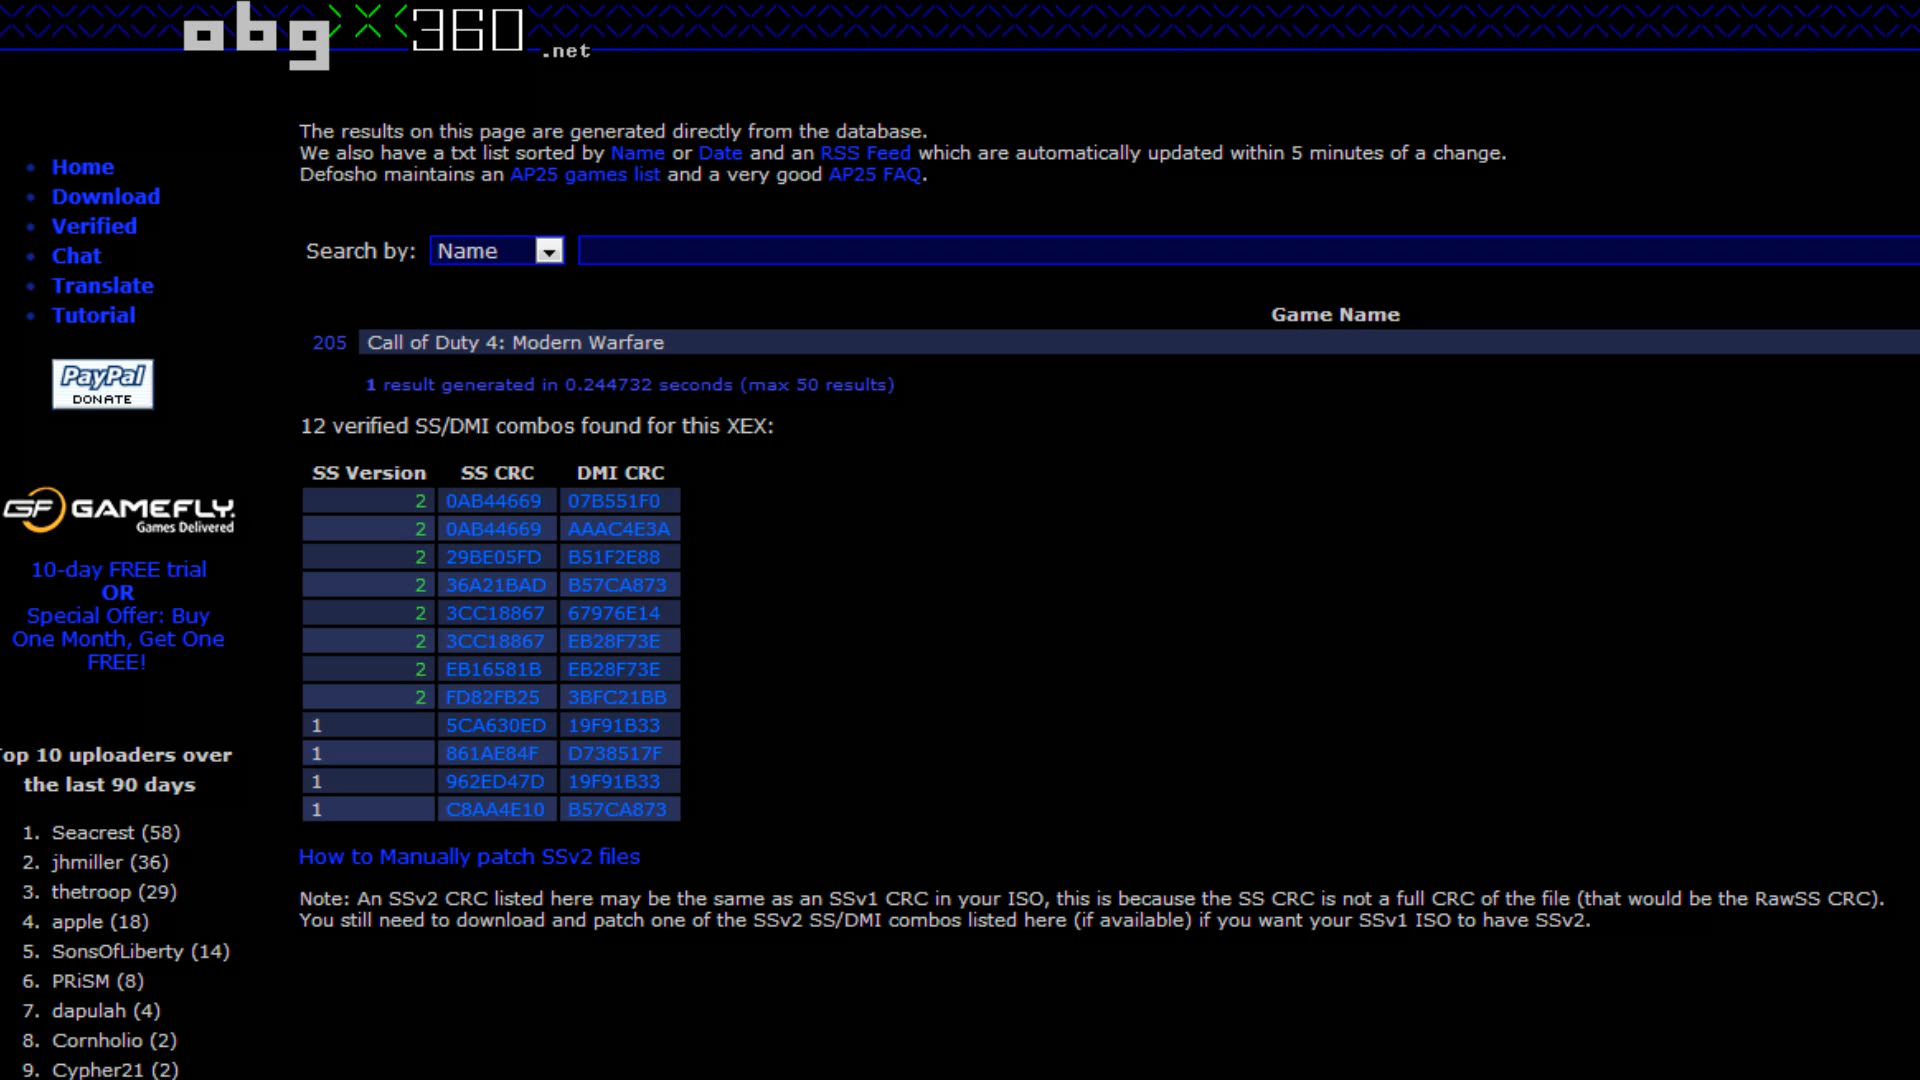 abgx360
.net
The results on this page are generated directly from the database.
We also have a txt list sorted by Name or Date and an RSS Feed which are automatically updated within 5 minutes of a change.
Defosho maintains an AP25 games list and a very good AP25 FAQ.
Home
Download
Verified
Chat
Translate
Tutorial
PayPal
DONATE
GF GAMEFLY.
Games Delivered
10-day FREE trial
OR
Special Offer: Buy
One Month, Get One
FREE!
op 10 uploaders over
the last 90 days
1. Seacrest (58)
2. jhmiller (36)
3. thetroop (29)
4. apple (18)
5. SonsOfLiberty (14)
6. PRiSM (8)
7. dapulah (4)
8. Cornholio (2)
9. Cypher21 (2)
Search by: Name
Game Name
205 Call of Duty 4: Modern Warfare
1 result generated in 0.244732 seconds (max 50 results)
12 verified SS/DMI combos found for this XEX:
SS Version SS CRC DMI CRC
2 0AB44669 07B551F0
2 0AB44669 AAAC4E3A
2 29BE05FD B51F2E88
2 36A21BAD B57CA873
2 3CC18867 67976E14
2 3CC18867 EB28F73E
2 EB16581B EB28F73E
2 FD82FB25 3BFC21BB
1 5CA630ED 19F91B33
1 861AE84F D738517F
1 962ED47D 19F91B33
1 C8AA4E10 B57CA873
How to Manually patch SSv2 files
Note: An SSv2 CRC listed here may be the same as an SSv1 CRC in your ISO, this is because the SS CRC is not a full CRC of the file (that would be the RawSS CRC).
You still need to download and patch one of the SSv2 SS/DMI combos listed here (if available) if you want your SSv1 ISO to have SSv2.